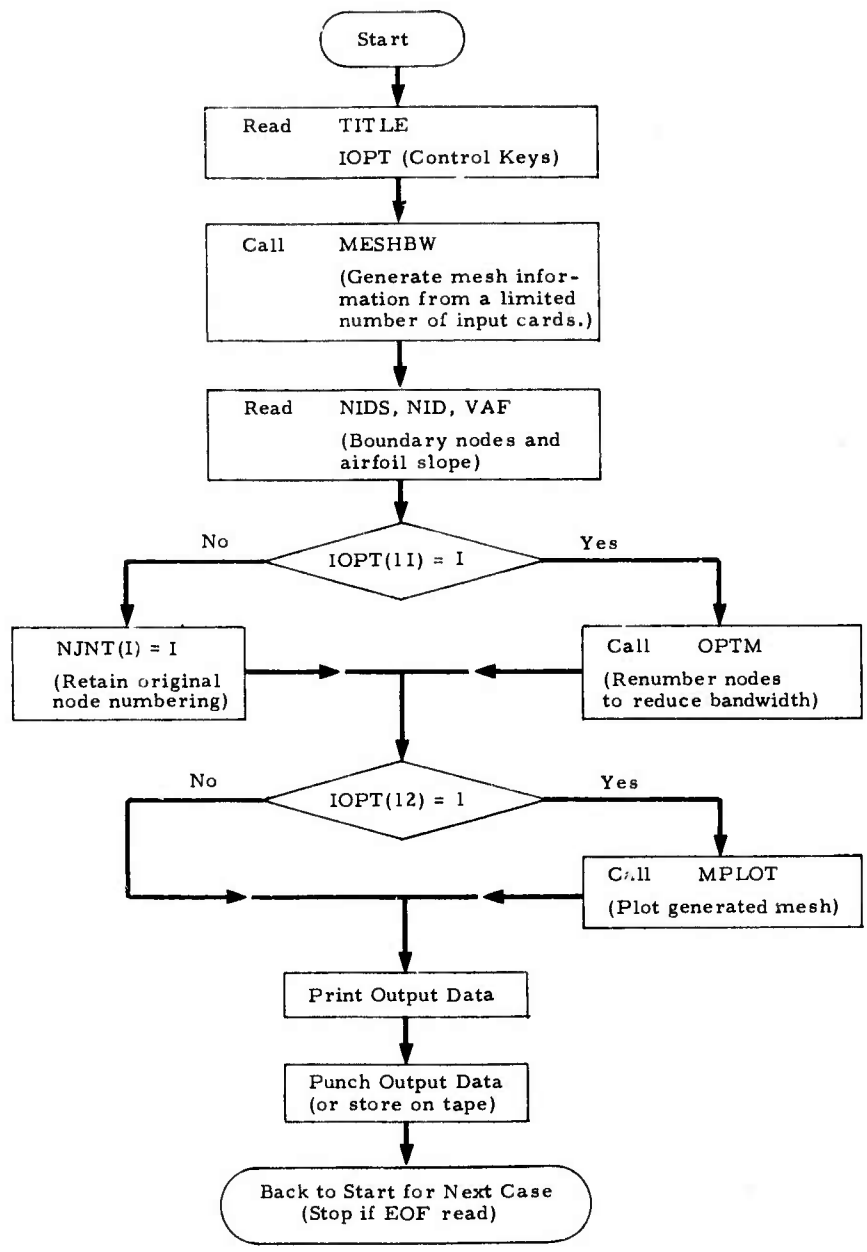 Start
Read TITLE
IOPT (Control Keys)
Call MESHBW
(Generate mesh infor-
mation from a limited
number of input cards.)
Read NIDS, NID, VAF
(Boundary nodes and
airfoil slope)
No
IOPT(11) = 1
Yes
NJNT(I) = I
(Retain original
node numbering)
Call OPTM
(Renumber nodes
to reduce bandwidth)
No
IOPT(12) = 1
Yes
Call MPLOT
(Plot generated mesh)
Print Output Data
Punch Output Data
(or store on tape)
Back to Start for Next Case
(Stop if EOF read)